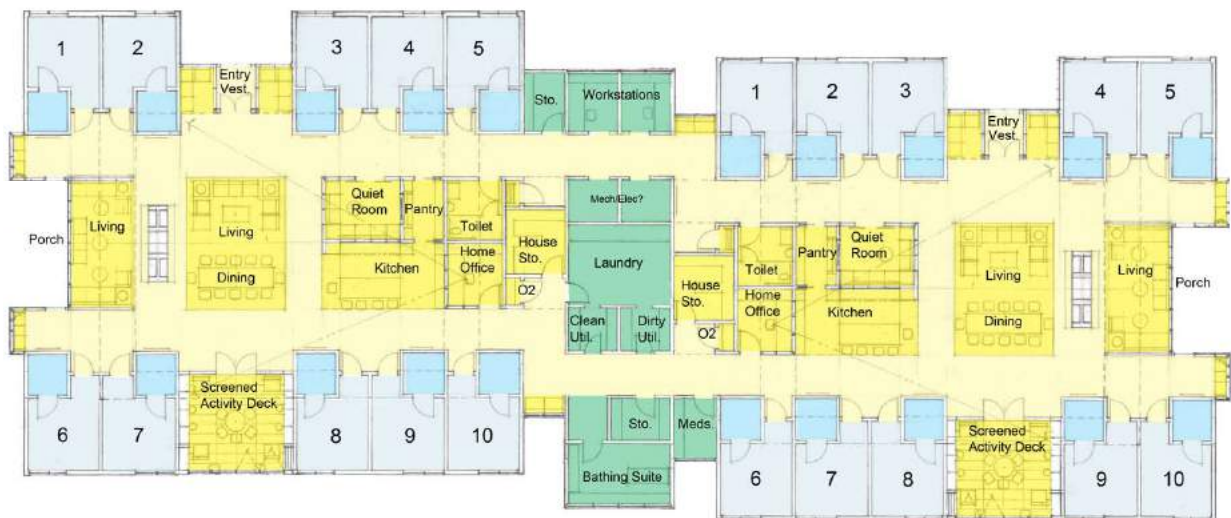 1
2
Entry
Vest.
3
4
5
Sto.
Workstations
1
2
3
Entry
Vest.
4
5
Porch
Living
Living
Dining
Quiet
Room
Pantry
Toilet
Kitchen
Home
Office
House
Sto.
O2
Mech/Elec?
Laundry
Clean
Util.
Dirty
Util.
House
Sto.
O2
Toilet
Home
Office
Pantry
Quiet
Room
Kitchen
Living
Dining
Living
Porch
6
7
Screened
Activity Deck
8
9
10
Sto.
Meds.
Bathing Suite
6
7
8
Screened
Activity Deck
9
10